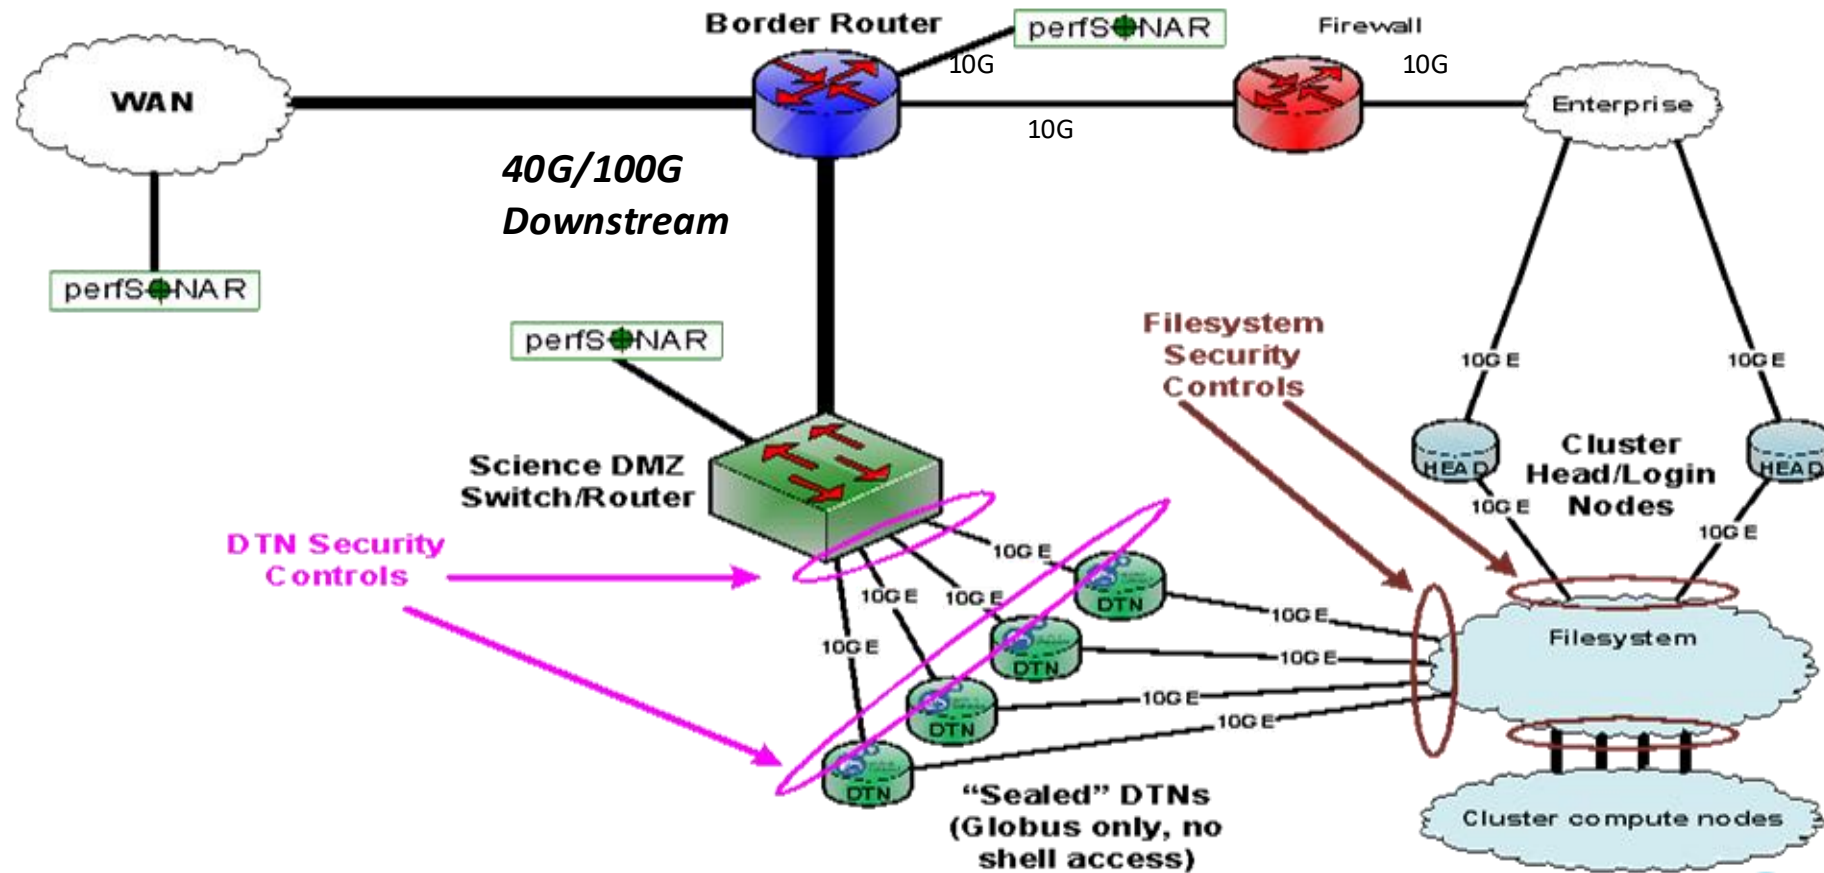 Border Router
perfSONAR
Firewall
10G
10G
WAN
Enterprise
10G
40G/100G
Downstream
perfSONAR
perfSONAR
Filesystem
Security
Controls
10GE
10GE
Science DMZ
Switch/Router
HEAD
Cluster
Head/Login
Nodes
HEAD
10GE
10GE
DTN Security
Controls
10GE
10GE
10GE
10GE
DTN
DTN
DTN
DTN
10GE
10GE
10GE
10GE
Filesystem
"Sealed" DTNs
(Globus only, no
shell access)
Cluster compute nodes